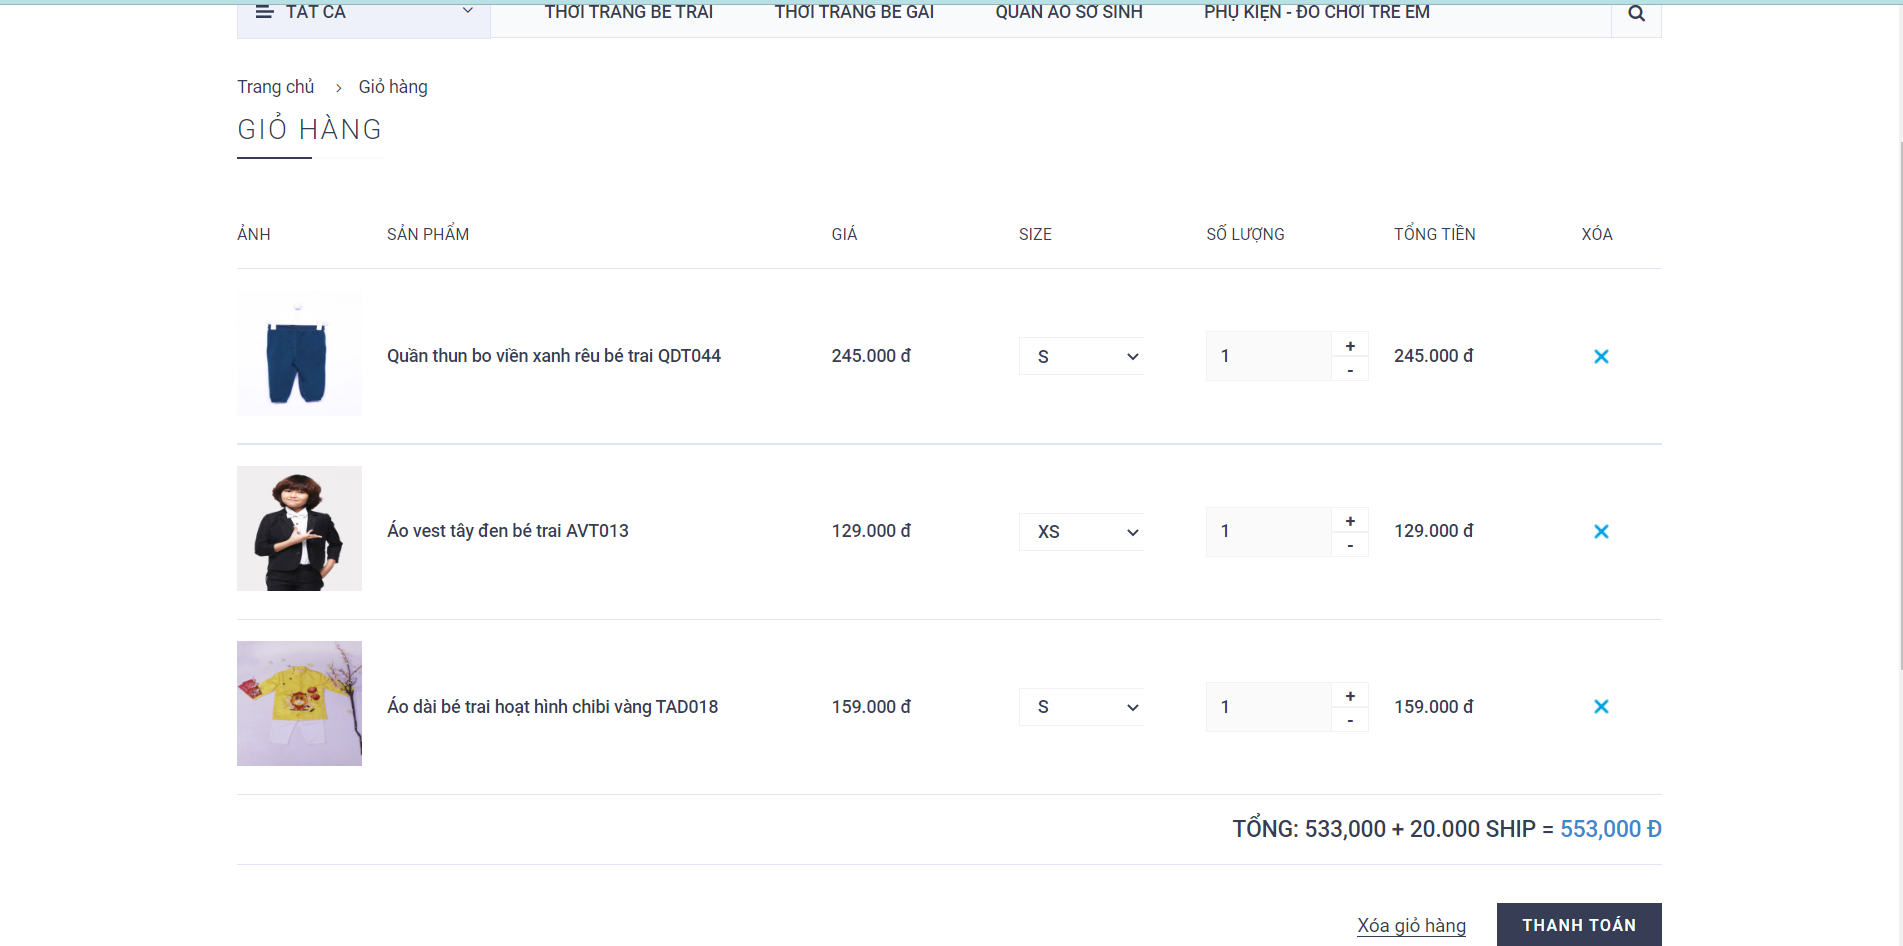 TẤT CẢ
THỜI TRANG BÉ TRAI
THỜI TRANG BÉ GÁI
QUẦN ÁO SƠ SINH
PHỤ KIỆN - ĐỒ CHƠI TRẺ EM
Trang chủ › Giỏ hàng
GIỎ HÀNG
ẢNH SẢN PHẨM GIÁ SIZE SỐ LƯỢNG TỔNG TIỀN XÓA
Quần thun bo viền xanh rêu bé trai QDT044 245.000 đ S 1 + - 245.000 đ
Áo vest tây đen bé trai AVT013 129.000 đ XS 1 + - 129.000 đ
Áo dài bé trai hoạt hình chibi vàng TAD018 159.000 đ S 1 + - 159.000 đ
TỔNG: 533,000 + 20.000 SHIP = 553,000 Đ
Xóa giỏ hàng
THANH TOÁN